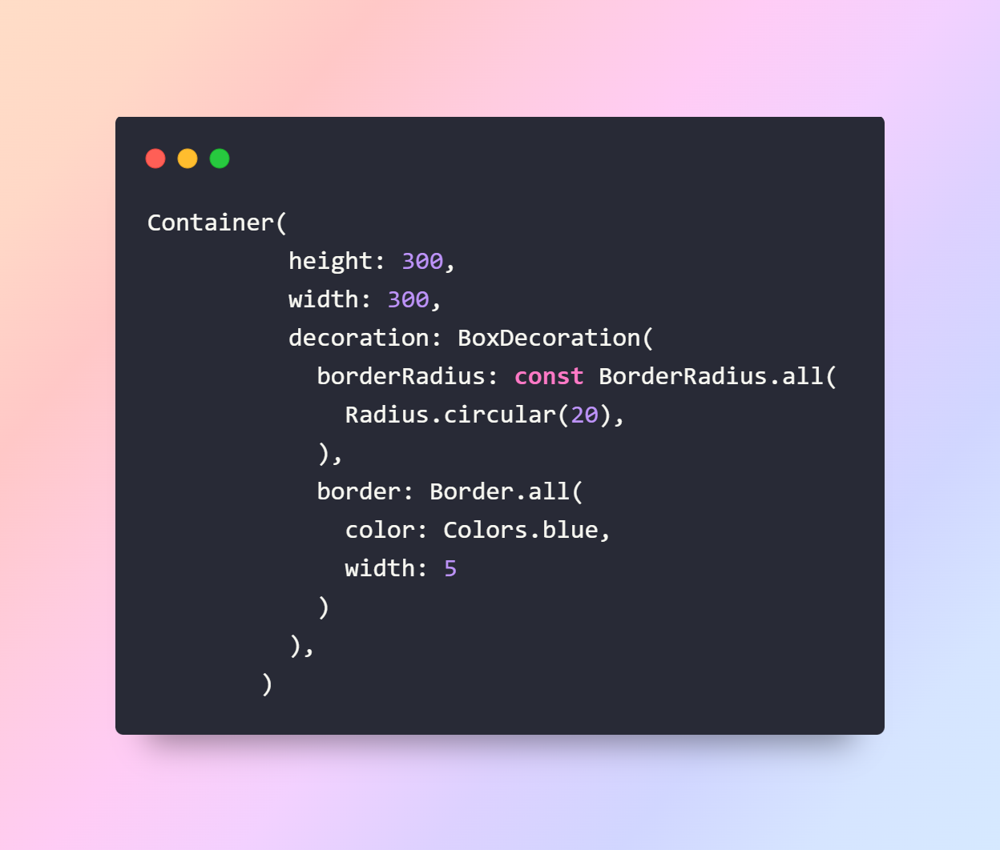 Container(
          height: 300,
          width: 300,
          decoration: BoxDecoration(
            borderRadius: const BorderRadius.all(
              Radius.circular(20),
            ),
            border: Border.all(
              color: Colors.blue,
              width: 5
            )
          ),
        )